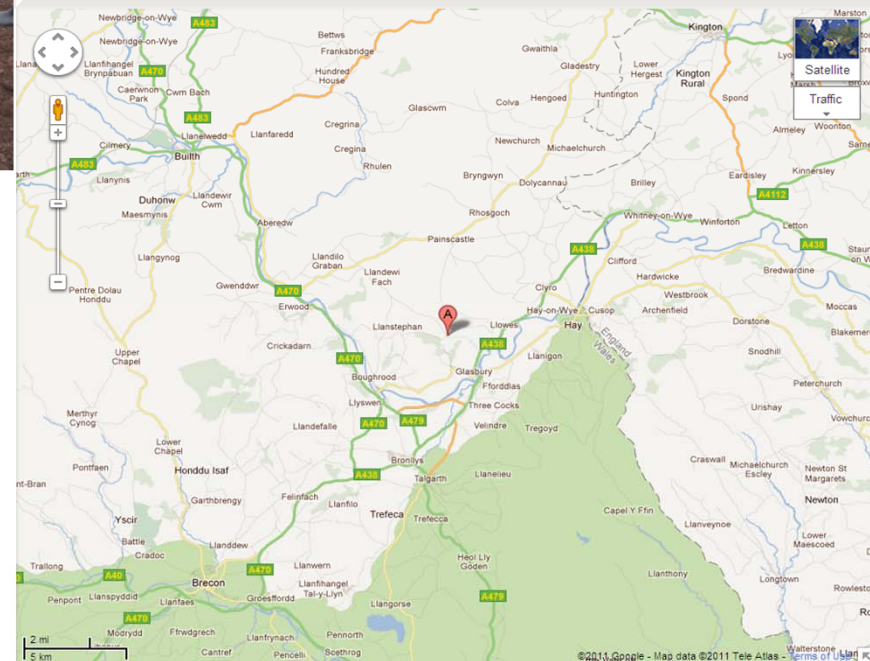 Marston
Newbridge-on-Wye
A483
Bettws
Kington
Newbridge-on-Wye
Franksbridge
Gwaithla
Llanfihangel Brynpabuan
A470
Hundred House
Gladestry
Lower Hergest
Kington Rural
Satellite
Caerwnon Park
Cwm Bach
Glascwm
Colva
Hengoed
Huntington
Spond
Traffic
A483
Cregrina
Almeley
Woonton
Llanelwedd
Llanfaredd
Cilmery
Builth
Cregina
Newchurch
Michaelchurch
A483
Rhulen
Eardisley
Kinnersley
Llanynis
Bryngwyn
Dolycannau
Brilley
Duhonw
Llandewir Cwm
A4112
Maesmynis
Aberedw
Rhosgoch
Whitney-on-Wye
Winforton
Letton
Painscastle
A438
A438
Llangynog
Llandilo Graban
Clifford
Bredwardine
Llandewi Fach
Hardwicke
Pentre Dolau Honddu
Gwenddwr
A470
Clyro
Westbrook
Erwood
Hay-on-Wye
Cusop
Archenfield
Moccas
A
Llanstephan
Llowes
Hay
Dorstone
England
Wales
Crickadarn
A438
Snodhill
Upper Chapel
A470
Llanigon
Boughrood
Glasbury
Peterchurch
Fforddlas
Merthyr Cynog
Llyswen
Three Cocks
Urishay
Llandefalle
A470
A479
Velindre
Tregoyd
Lower Chapel
Bronllys
Craswall
Michaelchurch Escley
Newton St Margarets
Pontfaen
Honddu Isaf
A438
Talgarth
Llanelieu
Felinfach
Newton
Garthbrengy
Llanfilo
Capel Y Ffin
Yscir
Trefeca
Trefecca
Llanveynoe
Battle
Lower Maescoed
Cradoc
Llanddew
Heol Lly Goden
Trallong
A40
A470
Llanwern
Llanthony
Longtown
Brecon
Llanfihangel Tal-y-Llyn
Penpont
Llanspyddid
Llanfaes
Groesffordd
A479
Llangorse
A470
2 mi
Modrydd
Ffrwdgrech
Llanfrynach
Pennorth
5 km
Cantref
Pencelli
Scethrog
Walterstone
©2011 Google - Map data ©2011 Tele Atlas - Terms of Use